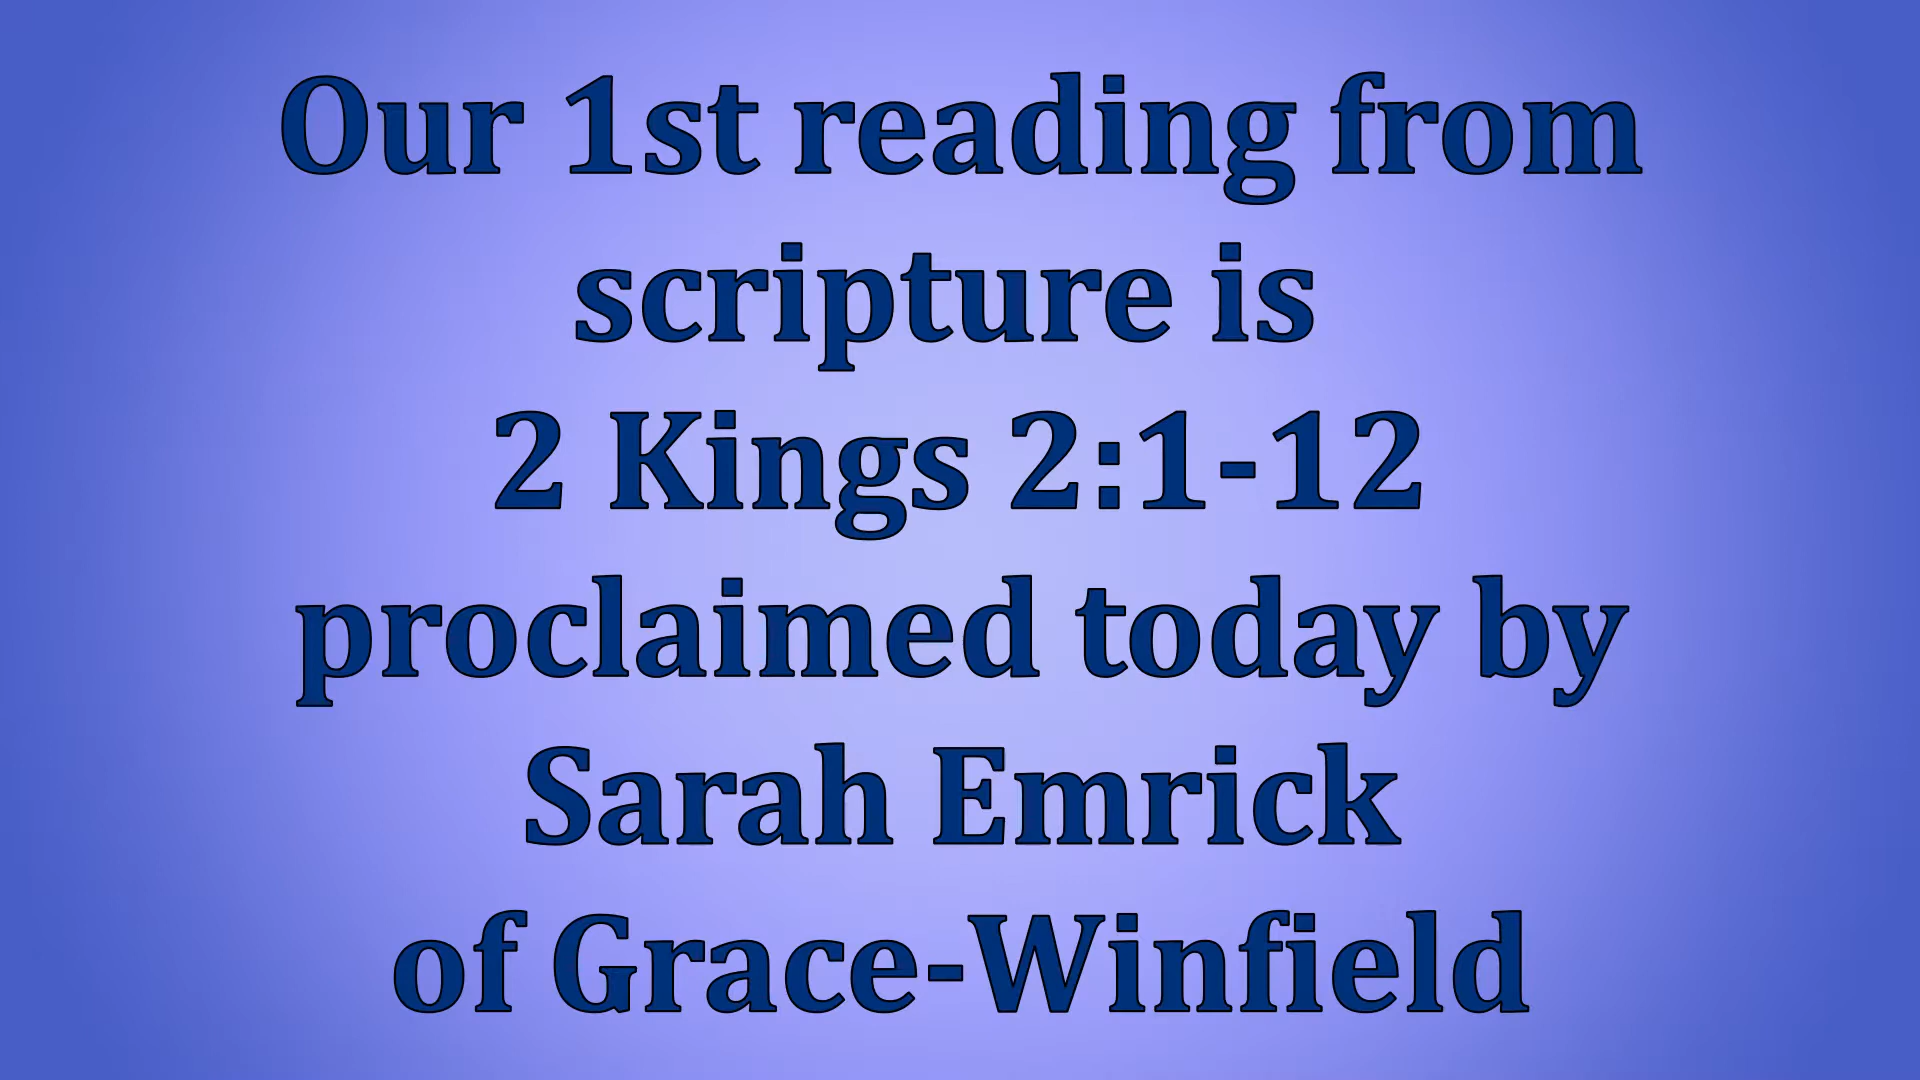 Our 1st reading from
scripture is
2 Kings 2:1-12
proclaimed today by
Sarah Emrick
of Grace-Winfield